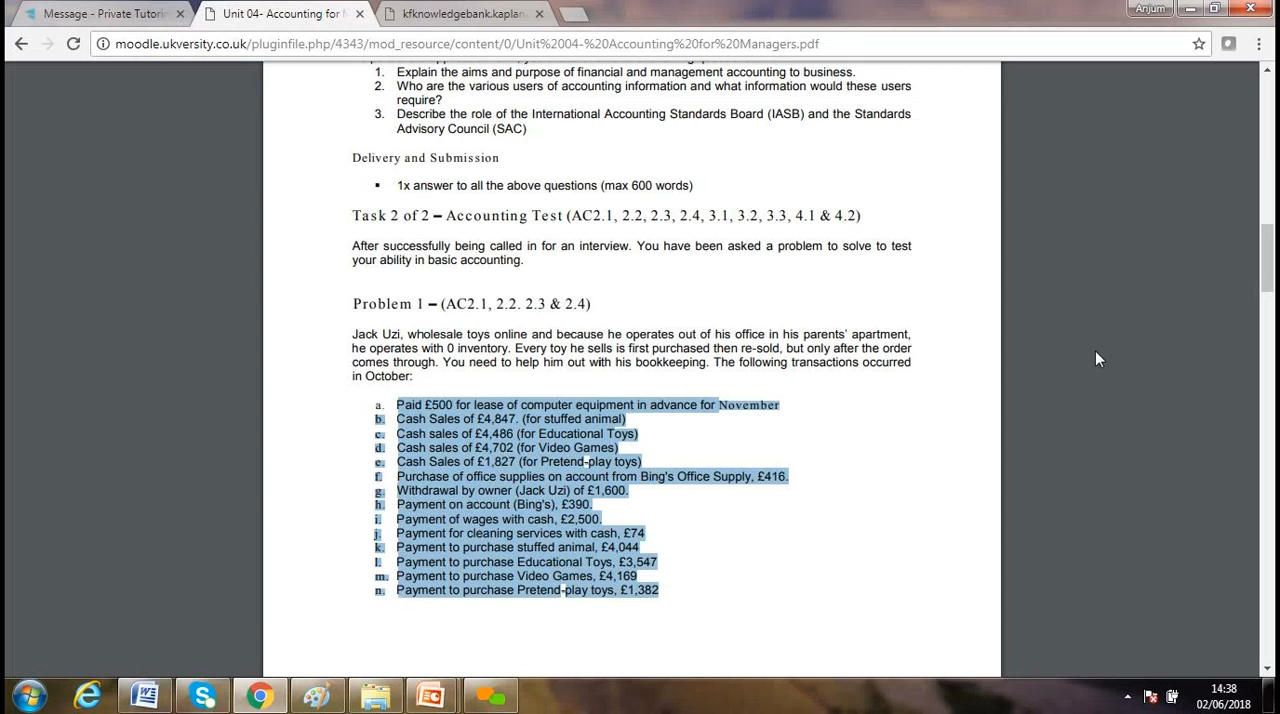 Message - Private Tutorin
Unit 04- Accounting for M
kfknowledgebank.kaplan.
Anjum
moodle.ukversity.co.uk/pluginfile.php/4343/mod_resource/content/0/Unit%2004-%20Accounting%20for%20Managers.pdf
1. Explain the aims and purpose of financial and management accounting to business.
2. Who are the various users of accounting information and what information would these users
require?
3. Describe the role of the International Accounting Standards Board (IASB) and the Standards
Advisory Council (SAC)
Delivery and Submission
▪ 1x answer to all the above questions (max 600 words)
Task 2 of 2 – Accounting Test (AC2.1, 2.2, 2.3, 2.4, 3.1, 3.2, 3.3, 4.1 & 4.2)
After successfully being called in for an interview. You have been asked a problem to solve to test
your ability in basic accounting.
Problem 1 – (AC2.1, 2.2. 2.3 & 2.4)
Jack Uzi, wholesale toys online and because he operates out of his office in his parents' apartment,
he operates with 0 inventory. Every toy he sells is first purchased then re-sold, but only after the order
comes through. You need to help him out with his bookkeeping. The following transactions occurred
in October:
a. Paid £500 for lease of computer equipment in advance for November
b. Cash Sales of £4,847. (for stuffed animal)
c. Cash sales of £4,486 (for Educational Toys)
d. Cash sales of £4,702 (for Video Games)
e. Cash Sales of £1,827 (for Pretend-play toys)
f. Purchase of office supplies on account from Bing's Office Supply, £416.
g. Withdrawal by owner (Jack Uzi) of £1,600.
h. Payment on account (Bing's), £390.
i. Payment of wages with cash, £2,500.
j. Payment for cleaning services with cash, £74
k. Payment to purchase stuffed animal, £4,044
l. Payment to purchase Educational Toys, £3,547
m. Payment to purchase Video Games, £4,169
n. Payment to purchase Pretend-play toys, £1,382
14:38
02/06/2018